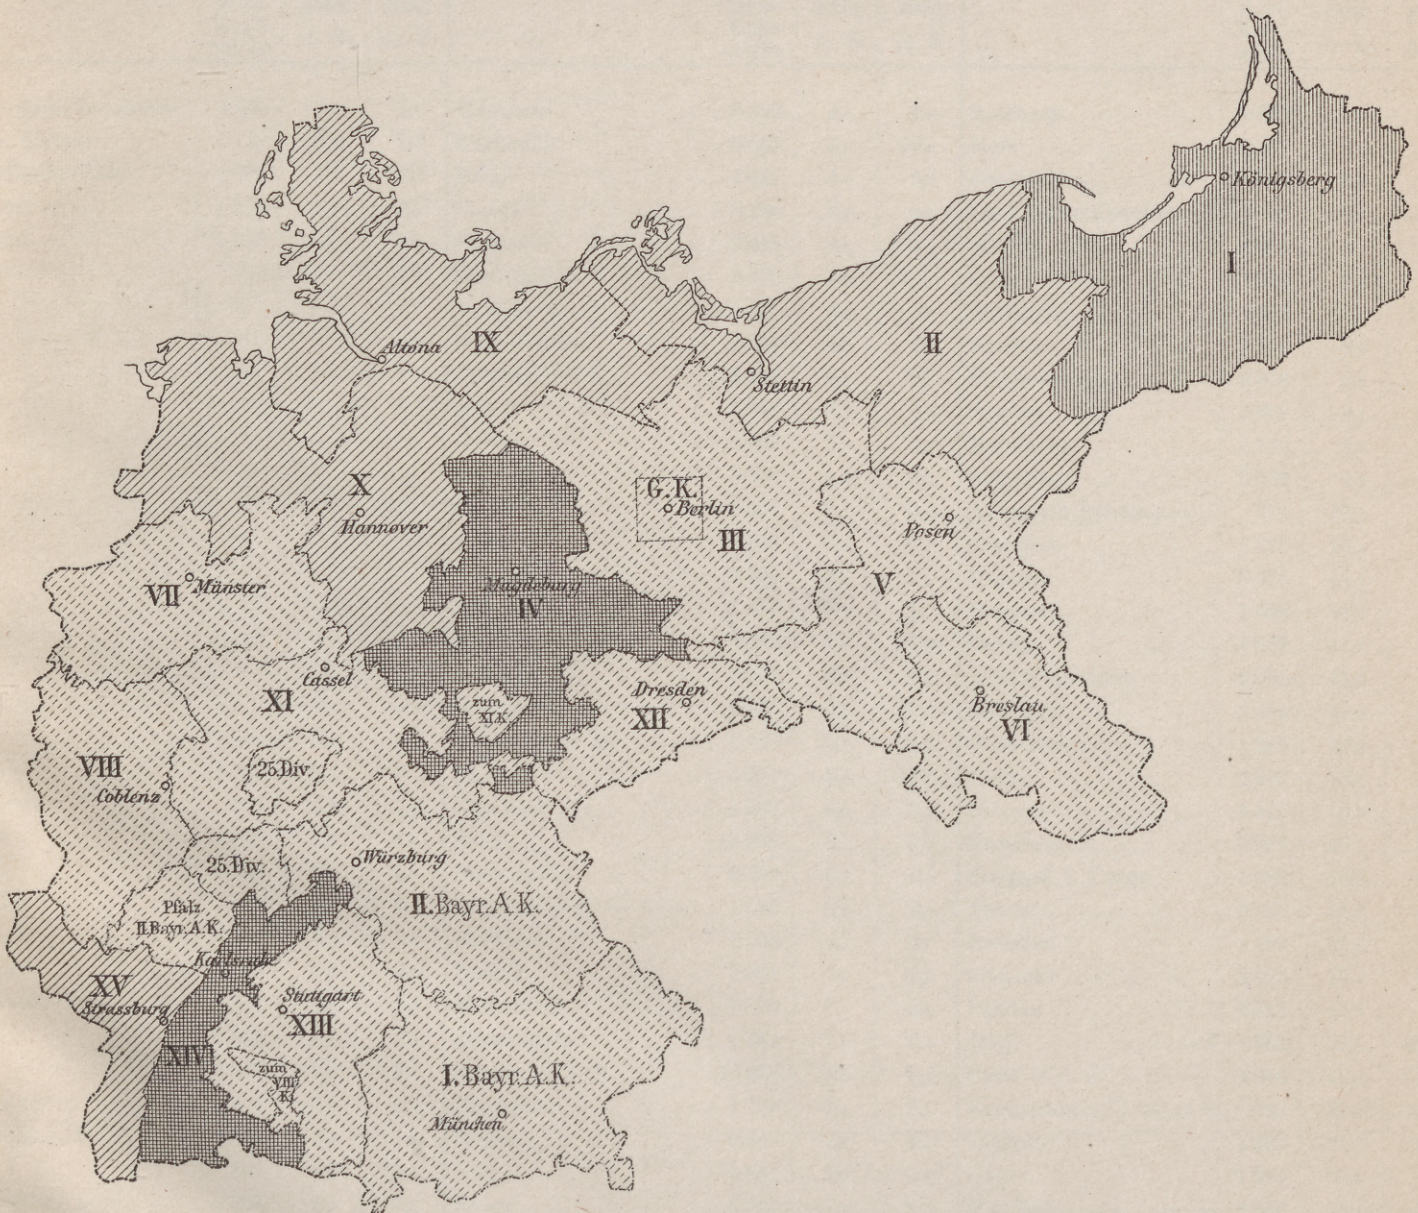 Königsberg
I
Altona
IX
II
Stettin
X
Hannover
G. K.
Berlin
III
Posen
V
VII
Münster
Magdeburg
IV
Cassel
XI
zum
XI.K.
Dresden
XII
Breslau
VI
VIII
Coblenz
25.Div.
25.Div.
Würzburg
Pfalz
II.Bayr.A.K.
II.Bayr.A.K.
Karlsruhe
XV
Strassburg
Stuttgart
XIII
XIV
zum
VIII
K.
I.Bayr.A.K.
München